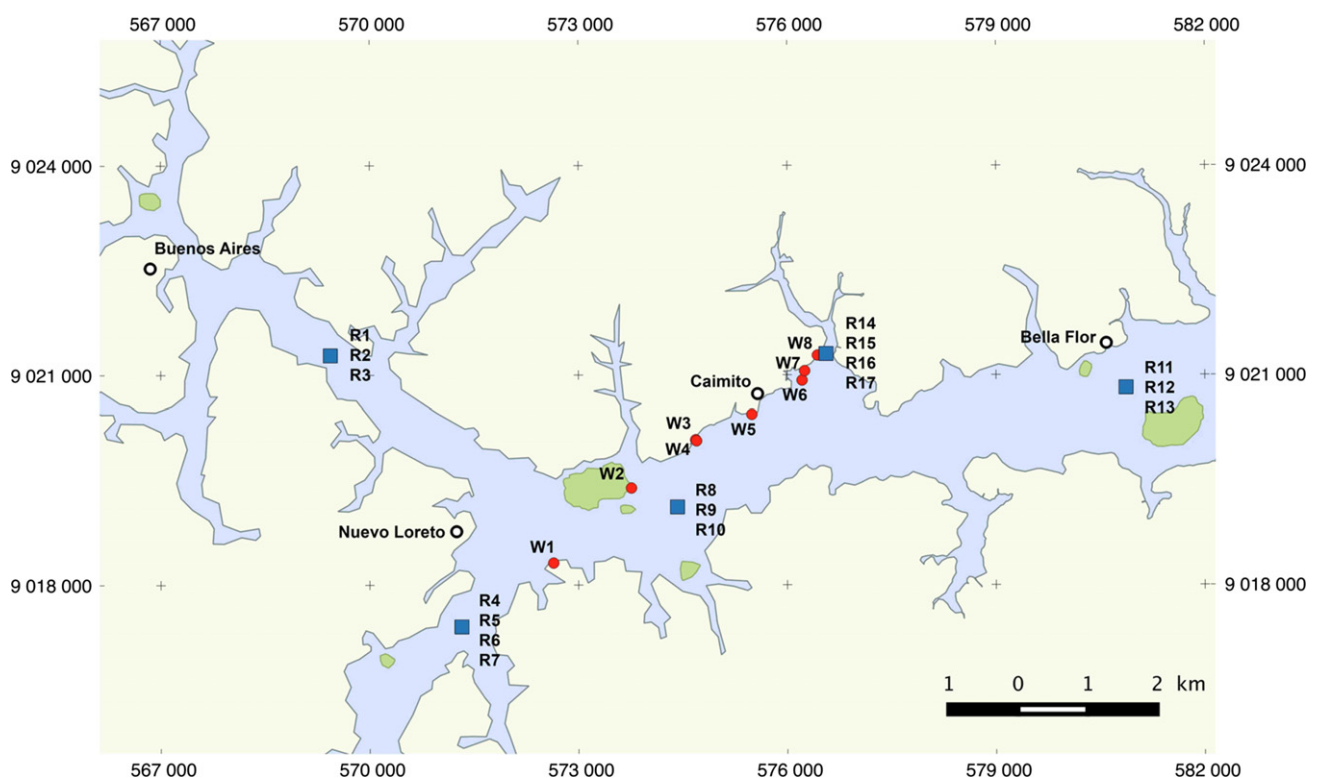 567 000 570 000 573 000 576 000 579 000 582 000
9 024 000 9 024 000
Buenos Aires
R1
R2
R3
R14
R15
R16
R17
W8
W7
W6
Bella Flor
9 021 000 9 021 000
Caimito
R11
R12
R13
W5
W3
W4
W2
R8
R9
R10
Nuevo Loreto
W1
9 018 000 9 018 000
R4
R5
R6
R7
1 0 1 2 km
567 000 570 000 573 000 576 000 579 000 582 000